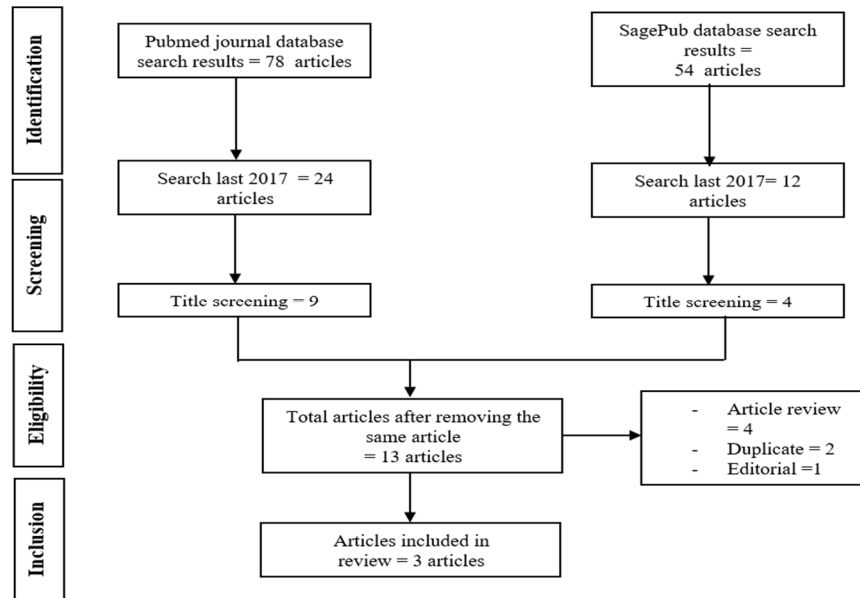 Identification
Pubmed journal database
search results = 78 articles
SagePub database search
results =
54 articles
Screening
Search last 2017 = 24
articles
Search last 2017= 12
articles
Title screening = 9
Title screening = 4
Eligibility
Total articles after removing the
same article
= 13 articles
- Article review
= 4
- Duplicate = 2
- Editorial =1
Inclusion
Articles included in
review = 3 articles